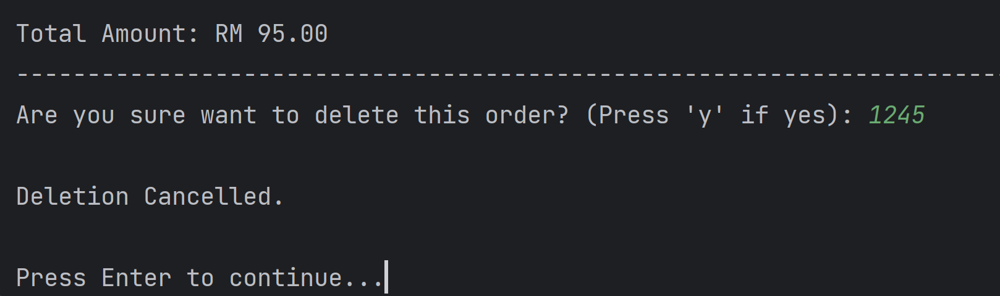 Total Amount: RM 95.00
----------------------------------------------------------------------
Are you sure want to delete this order? (Press 'y' if yes): 1245
Deletion Cancelled.
Press Enter to continue...